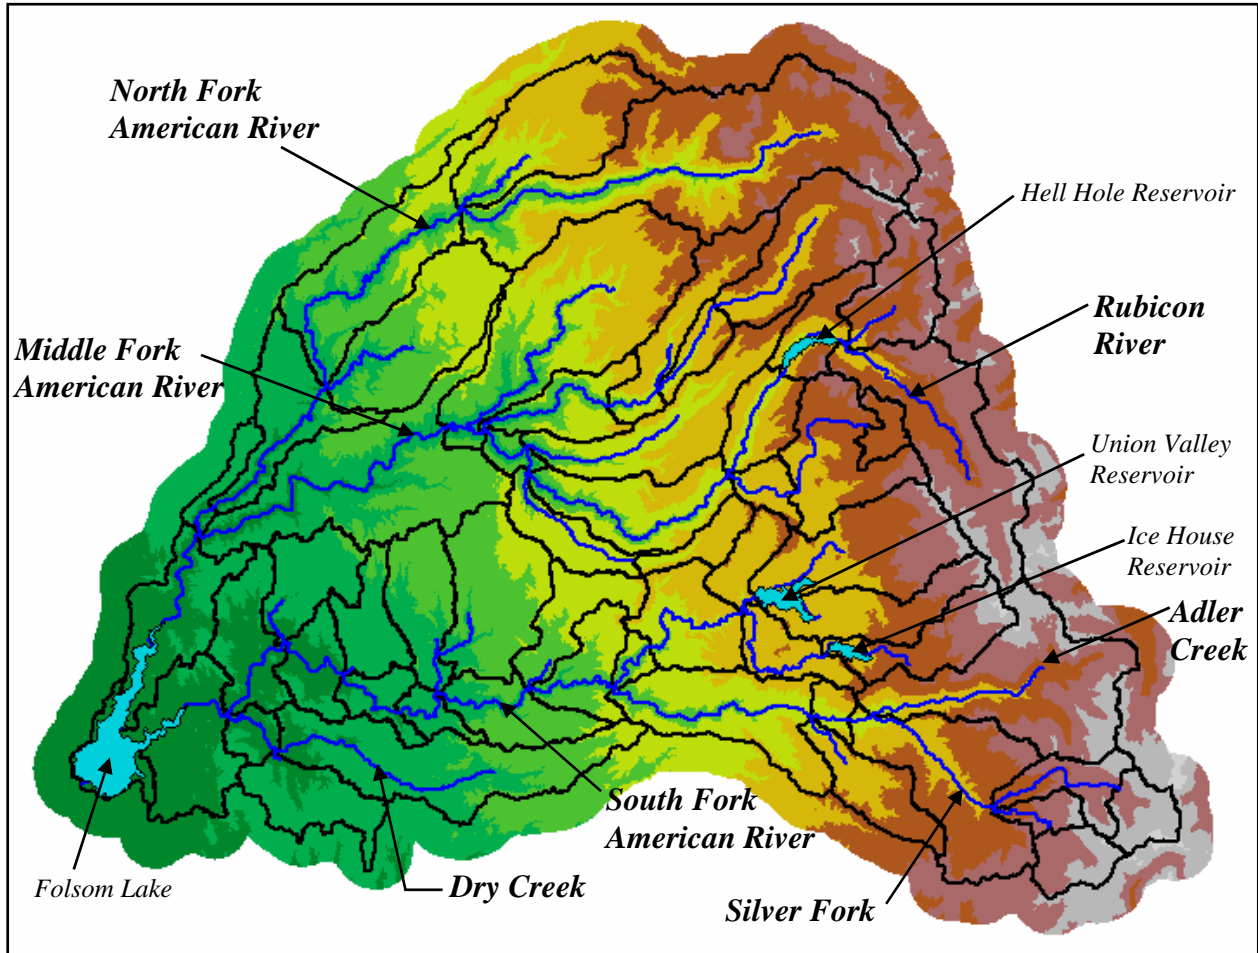 North Fork
American River
Hell Hole Reservoir
Rubicon
River
Middle Fork
American River
Union Valley
Reservoir
Ice House
Reservoir
Adler
Creek
South Fork
American River
Folsom Lake
Dry Creek
Silver Fork